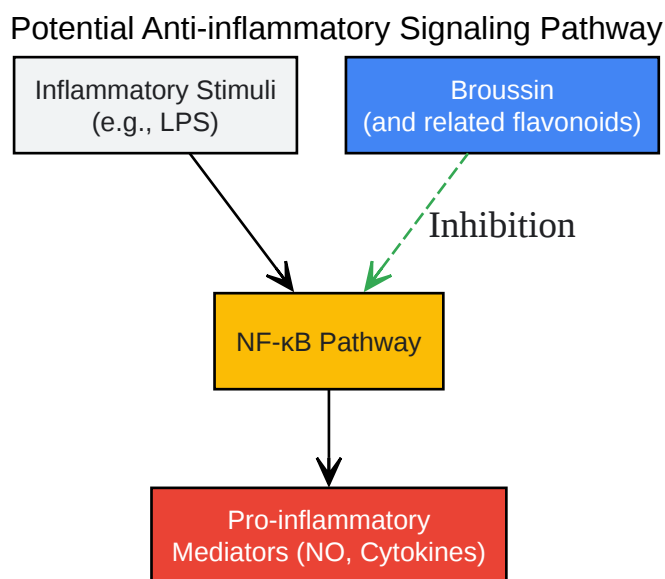 Potential Anti-inflammatory Signaling Pathway
Inflammatory Stimuli
(e.g., LPS)
Broussin
(and related flavonoids)
Inhibition
NF-κB Pathway
Pro-inflammatory
Mediators (NO, Cytokines)